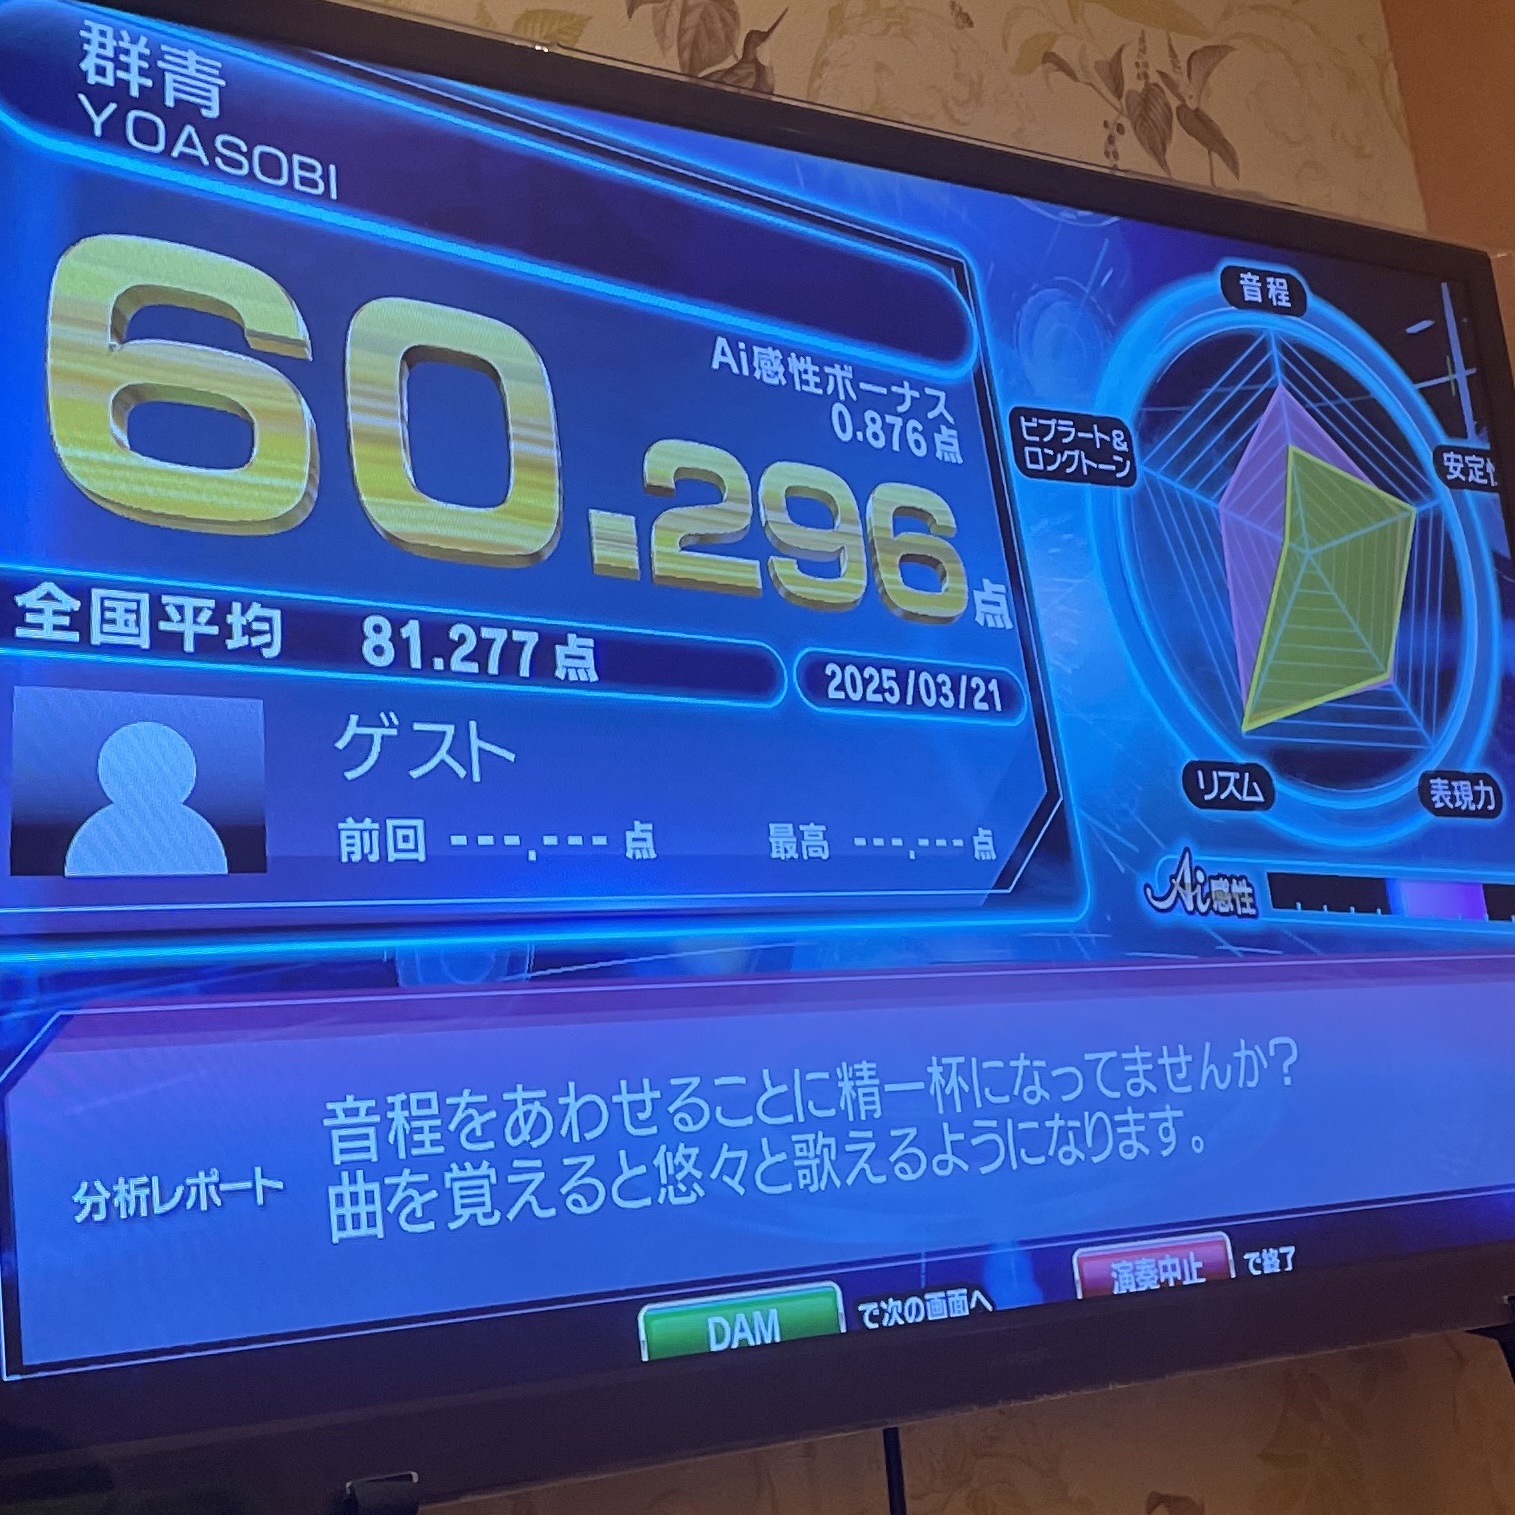 群青
YOASOBI
60.296点
Ai感性ボーナス
0.876点
全国平均 81.277点
2025/03/21
ゲスト
前回 ---.---点 最高 ---.---点
音程
ビブラート&
ロングトーン
安定性
リズム
表現力
Ai感性
分析レポート
音程をあわせることに精一杯になってませんか?
曲を覚えると悠々と歌えるようになります。
DAM で次の画面へ
演奏中止 で終了